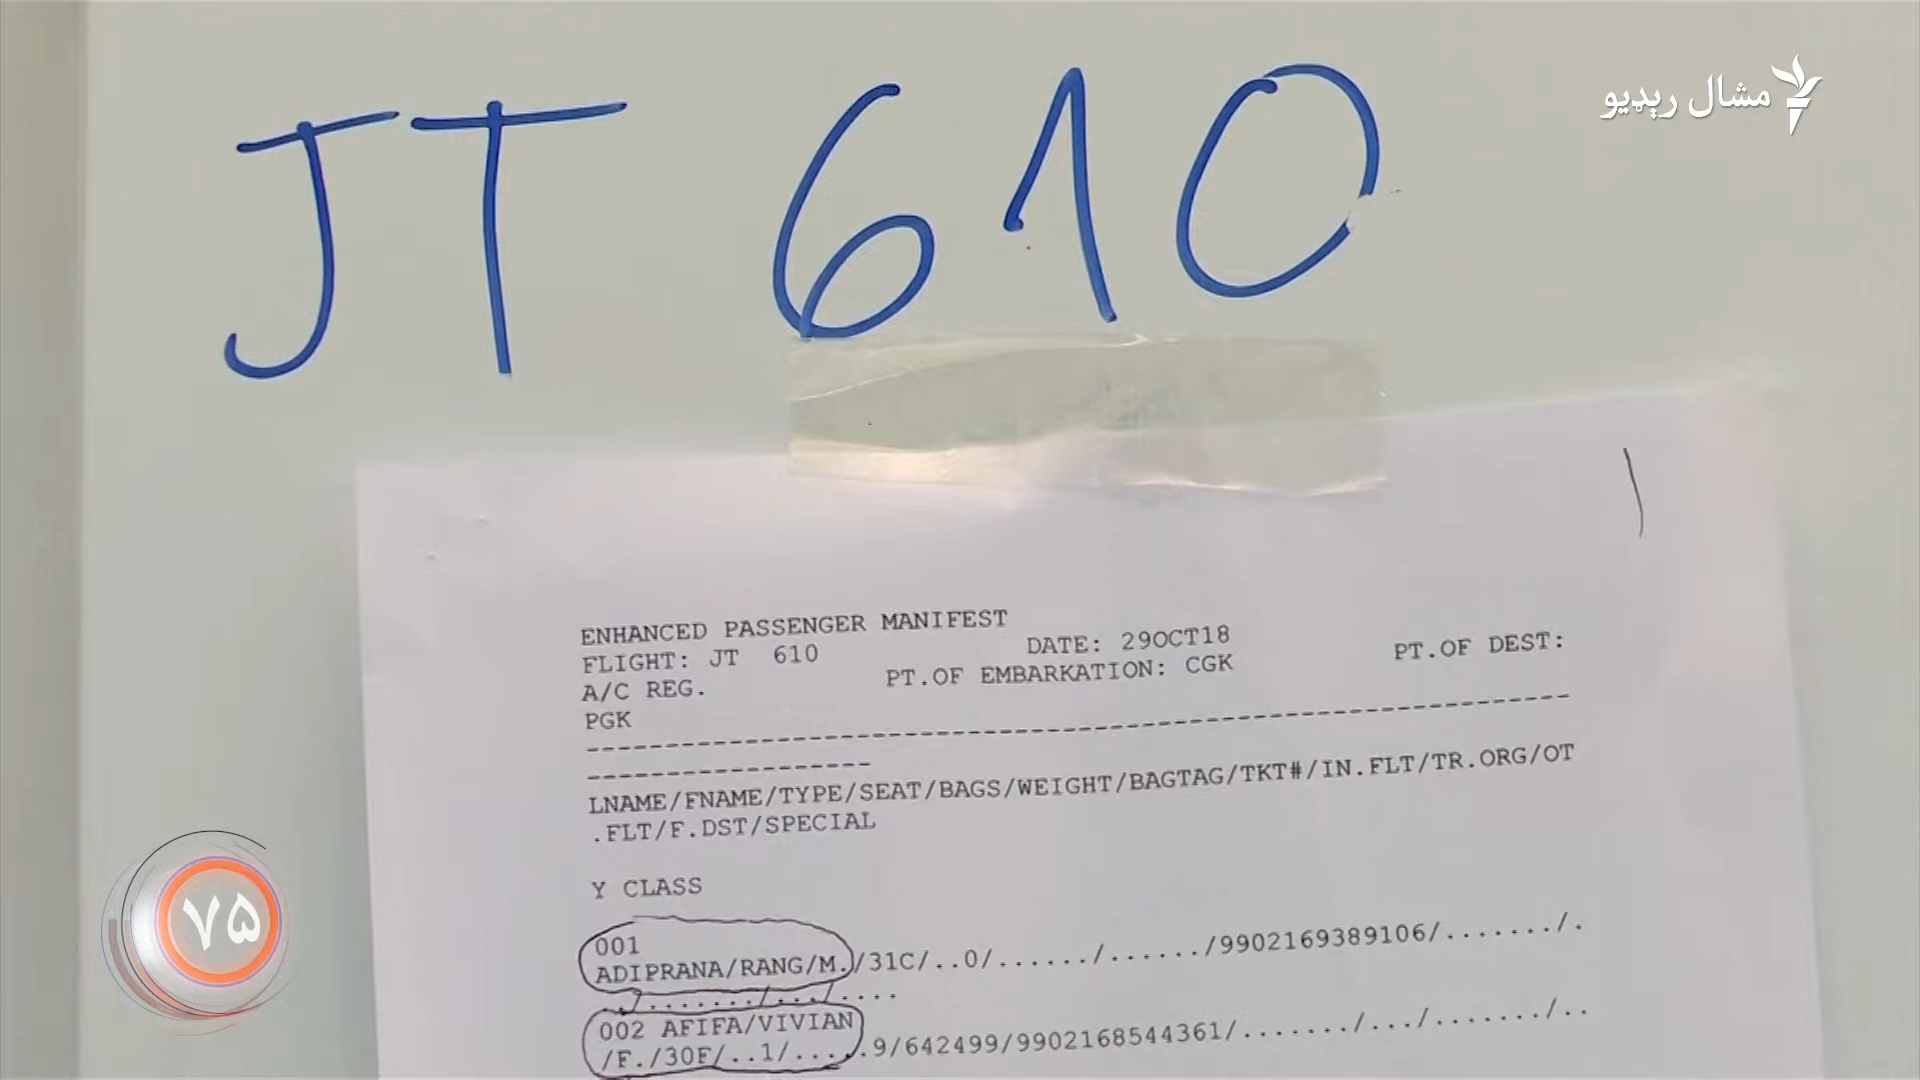 JT 610
مشال رېډیو
ENHANCED PASSENGER MANIFEST
FLIGHT: JT 610 DATE: 29OCT18
A/C REG. PT.OF EMBARKATION: CGK PT.OF DEST:
PGK
-----------------------------------------------------------------
------------------
LNAME/FNAME/TYPE/SEAT/BAGS/WEIGHT/BAGTAG/TKT#/IN.FLT/TR.ORG/OT
.FLT/F.DST/SPECIAL
Y CLASS
001
ADIPRANA/RANG/M./31C/..0/....../....../9902169389106/......./.
./......./.../....
002 AFIFA/VIVIAN
/F./30F/..1/.....9/642499/9902168544361/......./.../......./..
۷۵